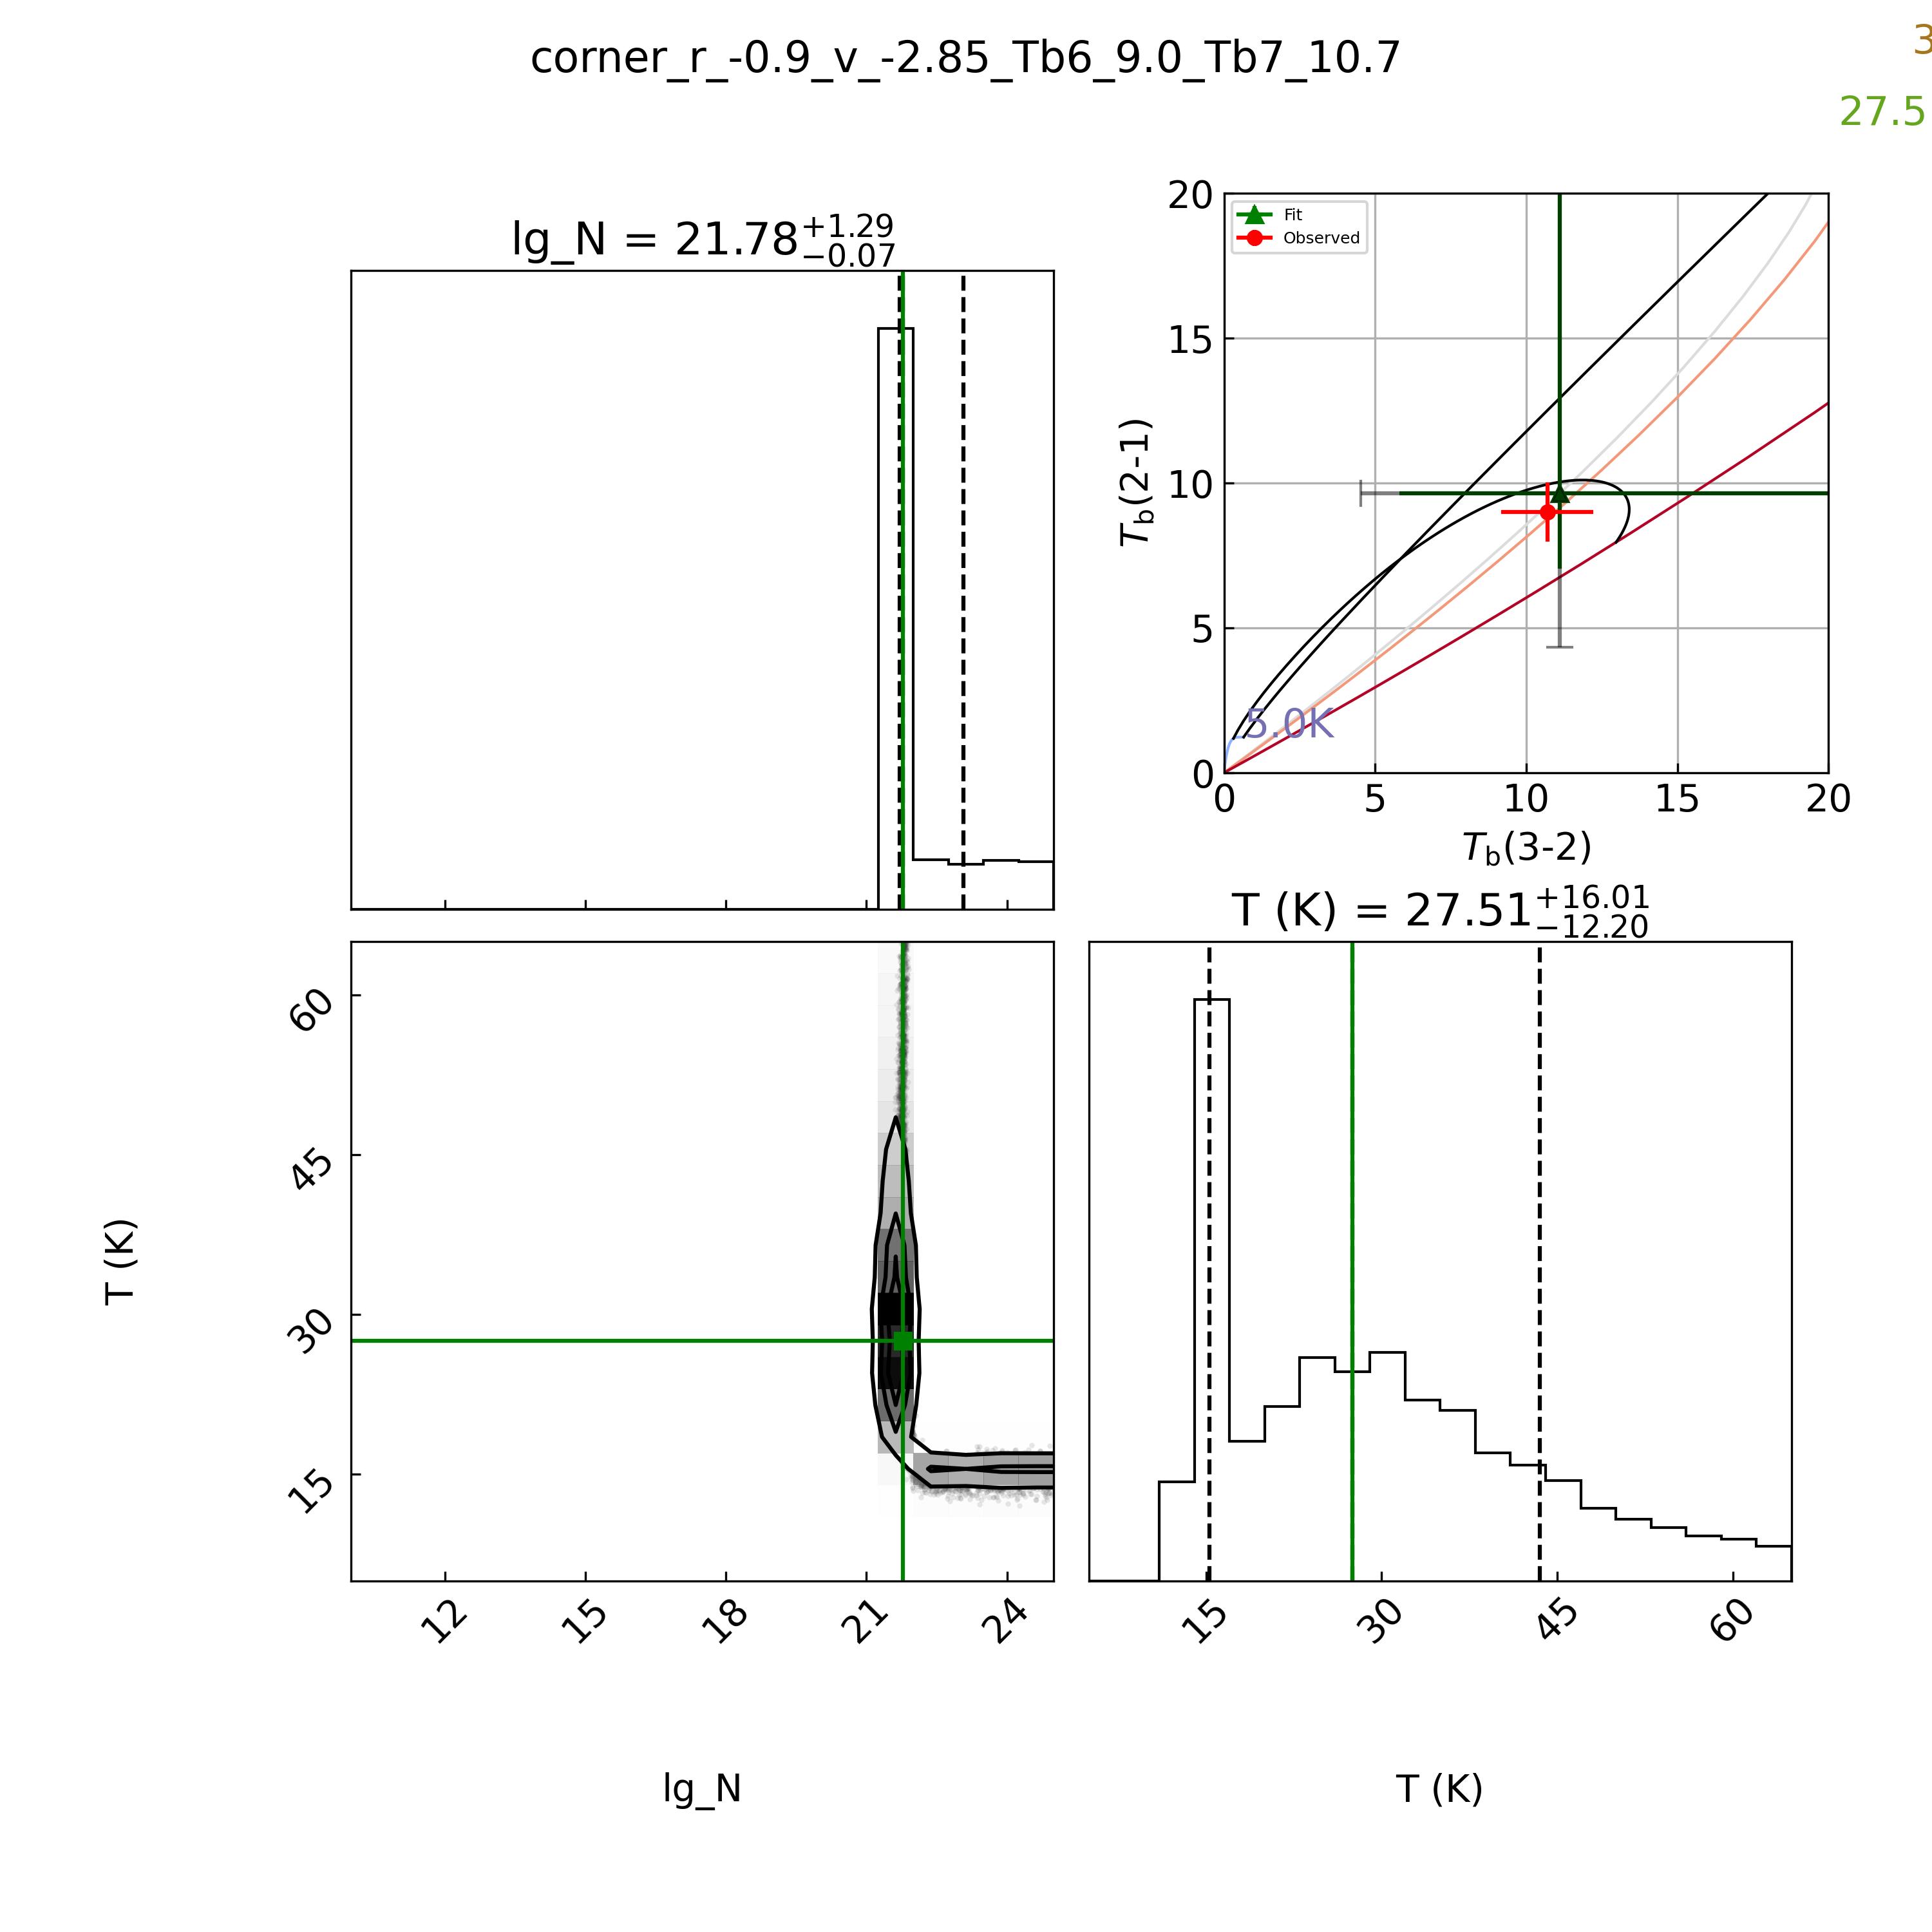 corner_r_-0.9_v_-2.85_Tb6_9.0_Tb7_10.7
3
27.5
lg_N = 21.78+1.29 −0.07
20
15
10
5
0
Fit
Observed
5.0K
Tb(2-1)
0 5 10 15 20
Tb(3-2)
T (K) = 27.51+16.01 −12.20
60
45
30
15
T (K)
12 15 18 21 24
lg_N
15 30 45 60
T (K)